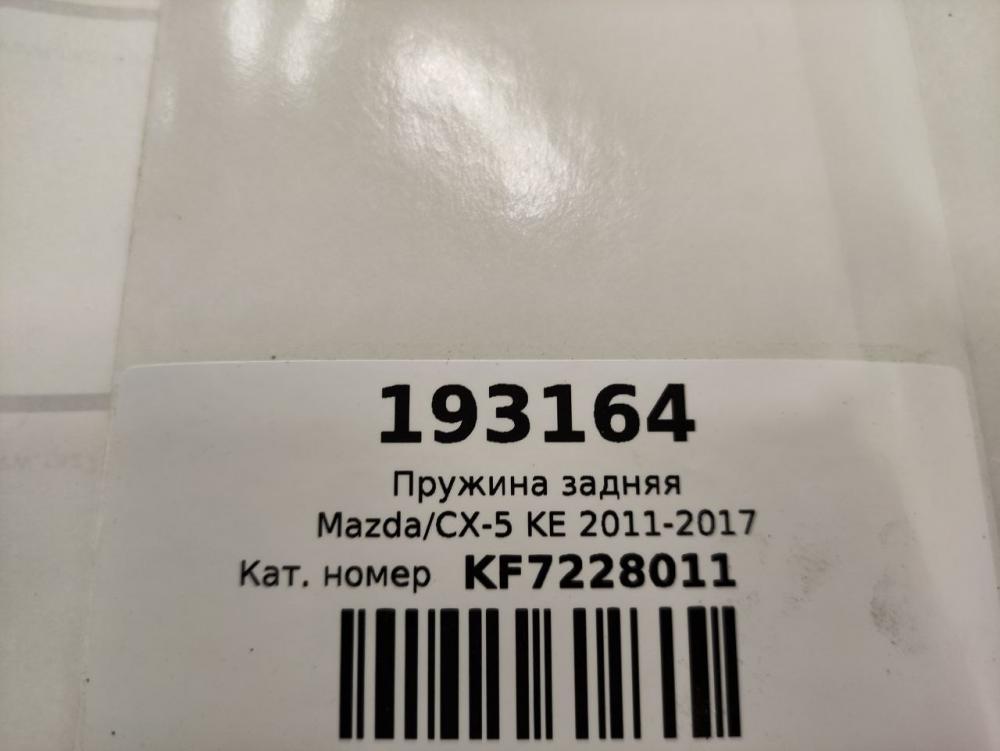 193164
Пружина задняя
Mazda/CX-5 KE 2011-2017
Кат. номер KF7228011